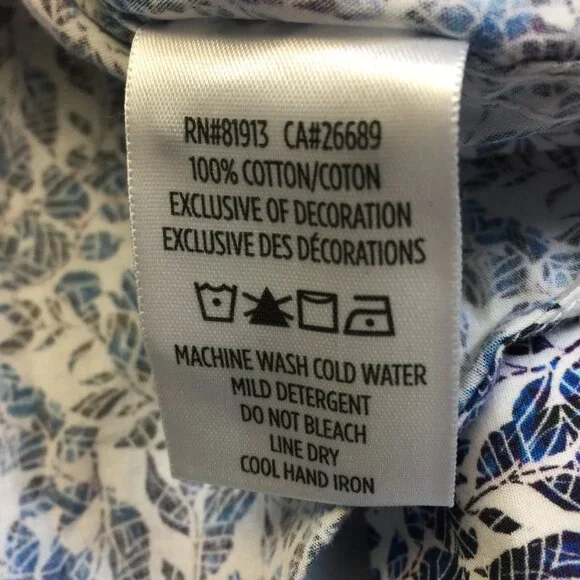 RN#81913 CA#26689
100% COTTON/COTON
EXCLUSIVE OF DECORATION
EXCLUSIVE DES DÉCORATIONS
MACHINE WASH COLD WATER
MILD DETERGENT
DO NOT BLEACH
LINE DRY
COOL HAND IRON